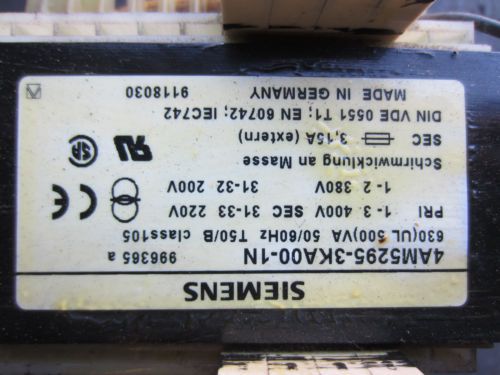 SIEMENS
4AM5295-3KA00-1N 996365 a
630(UL 500)VA 50/60Hz T50/B class105
PRI 1-3 400V SEC 31-33 220V
1-2 380V 31-32 200V
Schirmwicklung an Masse
SEC 3,15A (extern)
DIN VDE 0551 T1; EN 60742; IEC742
MADE IN GERMANY 9118030